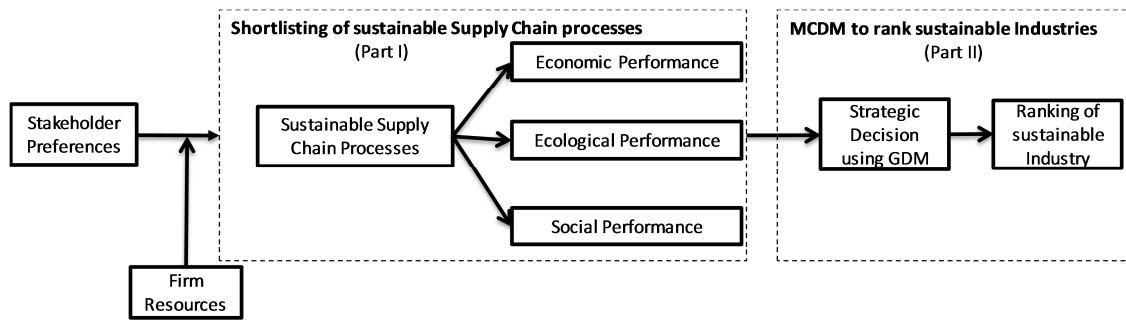 Shortlisting of sustainable Supply Chain processes
(Part I)
MCDM to rank sustainable Industries
(Part II)
Stakeholder
Preferences
Firm
Resources
Sustainable Supply
Chain Processes
Economic Performance
Ecological Performance
Social Performance
Strategic
Decision
using GDM
Ranking of
sustainable
Industry